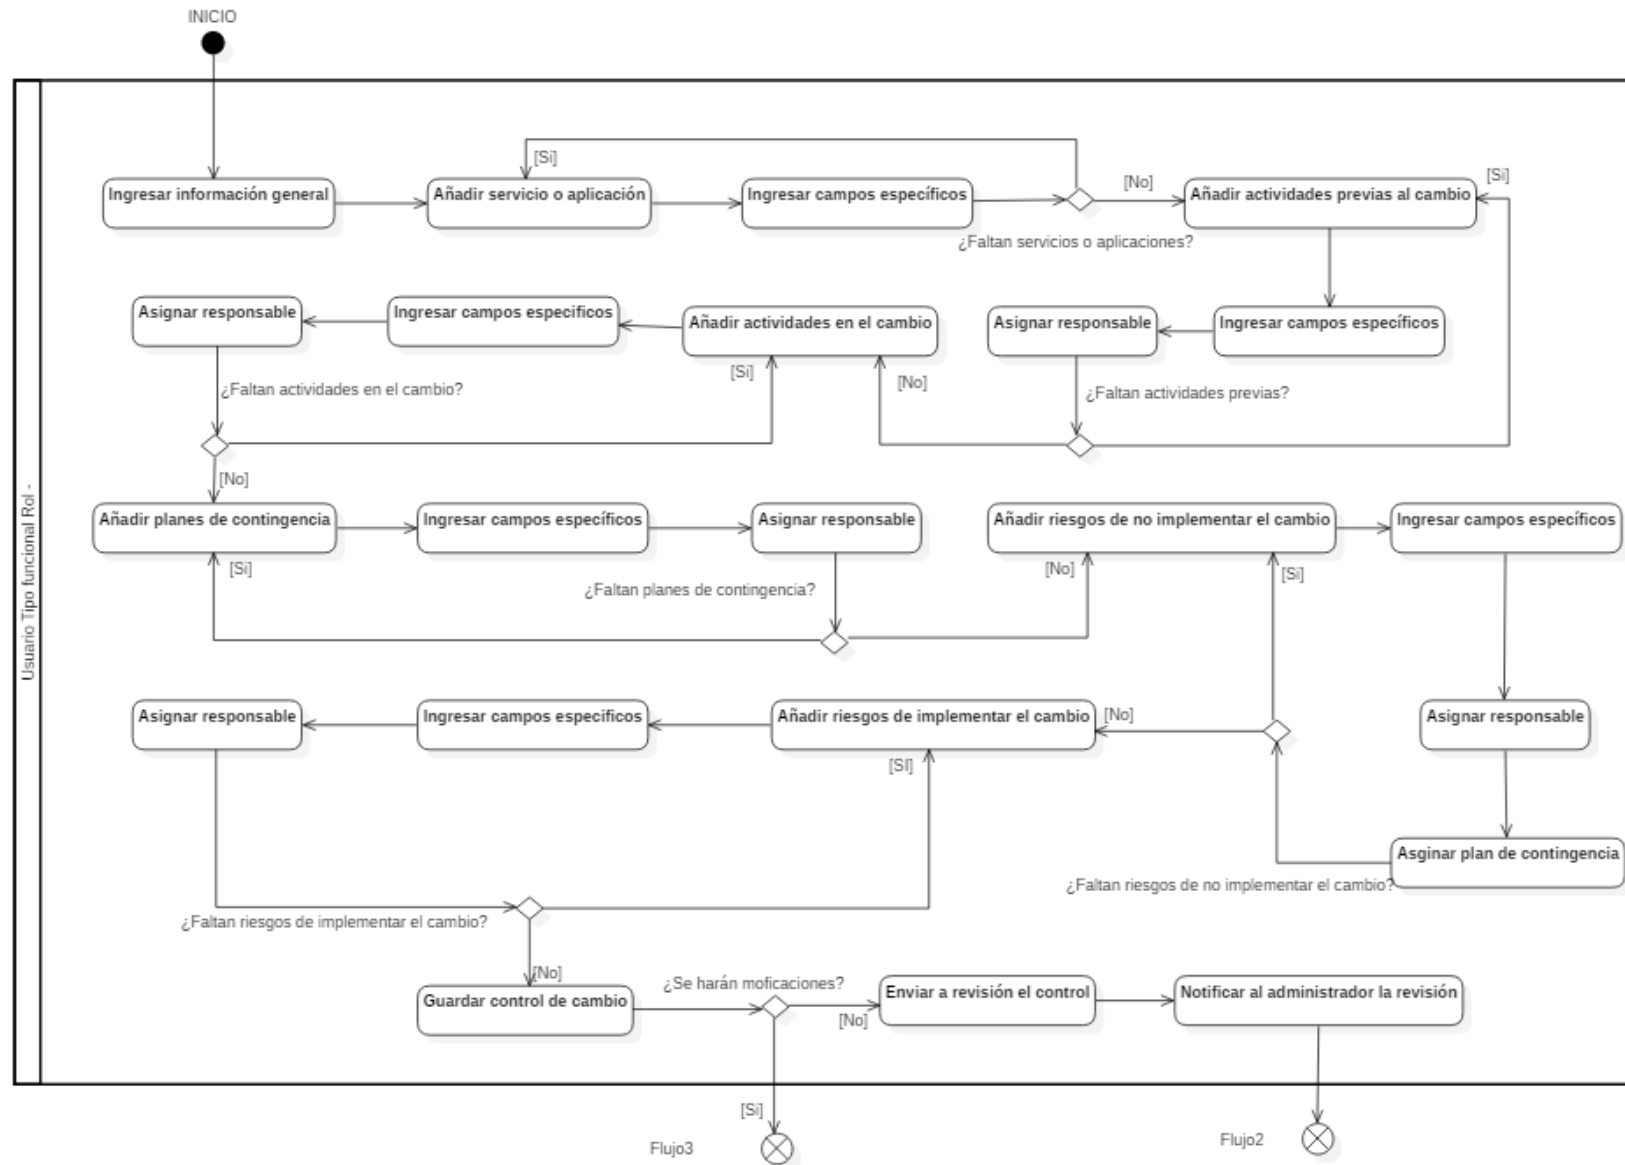 INICIO
Usuario Tipo funcional Rol -
[Si]
[No]
[Si]
Ingresar información general
Añadir servicio o aplicación
Ingresar campos específicos
Añadir actividades previas al cambio
¿Faltan servicios o aplicaciones?
Asignar responsable
Ingresar campos especificos
Añadir actividades en el cambio
Asignar responsable
Ingresar campos específicos
[Si]
[No]
¿Faltan actividades en el cambio?
¿Faltan actividades previas?
[No]
Añadir planes de contingencia
Ingresar campos específicos
Asignar responsable
Añadir riesgos de no implementar el cambio
Ingresar campos específicos
[Si]
[No]
[Si]
¿Faltan planes de contingencia?
Asignar responsable
Ingresar campos especificos
Añadir riesgos de implementar el cambio
[No]
Asignar responsable
[SI]
Asginar plan de contingencia
¿Faltan riesgos de no implementar el cambio?
¿Faltan riesgos de implementar el cambio?
[No]
¿Se harán moficaciones?
Guardar control de cambio
Enviar a revisión el control
Notificar al administrador la revisión
[No]
[Si]
Flujo3
Flujo2